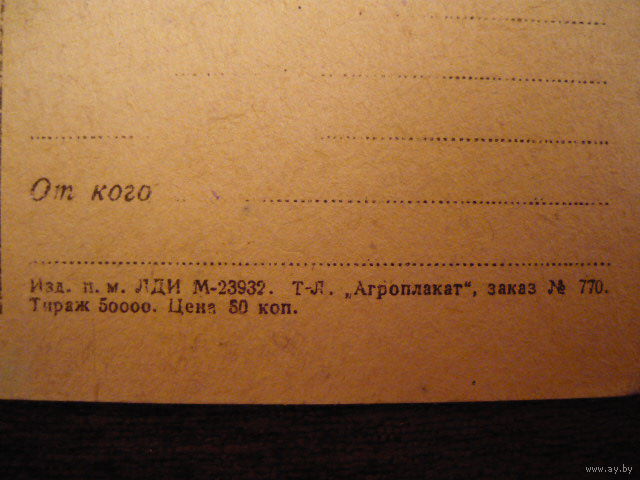 От кого
Изд. п. м. ЛДИ М-23932. Т-Л. „Агроплакат“, заказ № 770.
Тираж 50000. Цена 50 коп.
www.ay.by